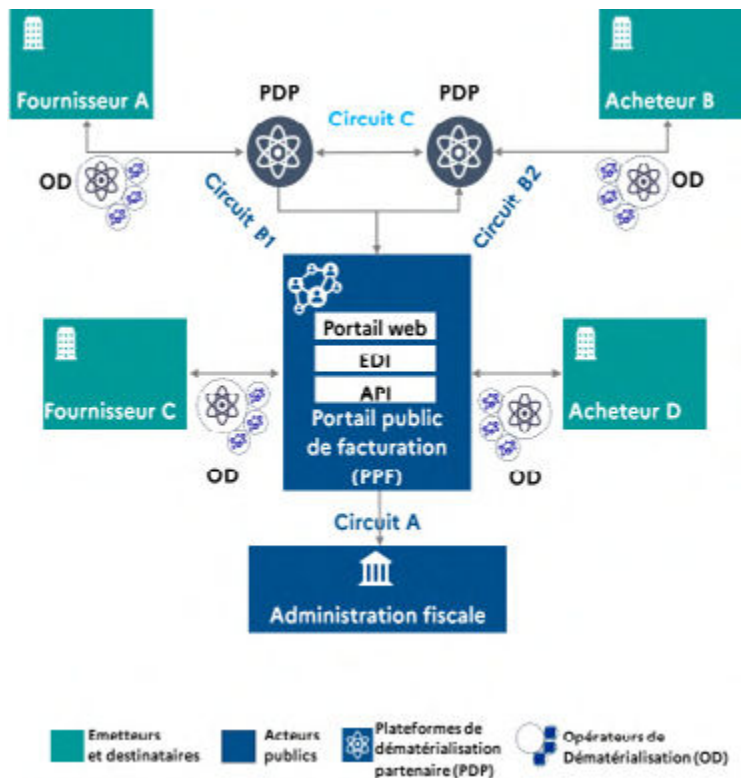 Fournisseur A
PDP
Circuit C
PDP
Acheteur B
OD
Circuit B1
Circuit B2
OD
Portail web
EDI
API
Portail public
de facturation
(PPF)
Fournisseur C
OD
Acheteur D
OD
Circuit A
Administration fiscale
Emetteurs
et destinataires
Acteurs
publics
Plateformes de
dématérialisation
partenaire (PDP)
Opérateurs de
Dématérialisation (OD)